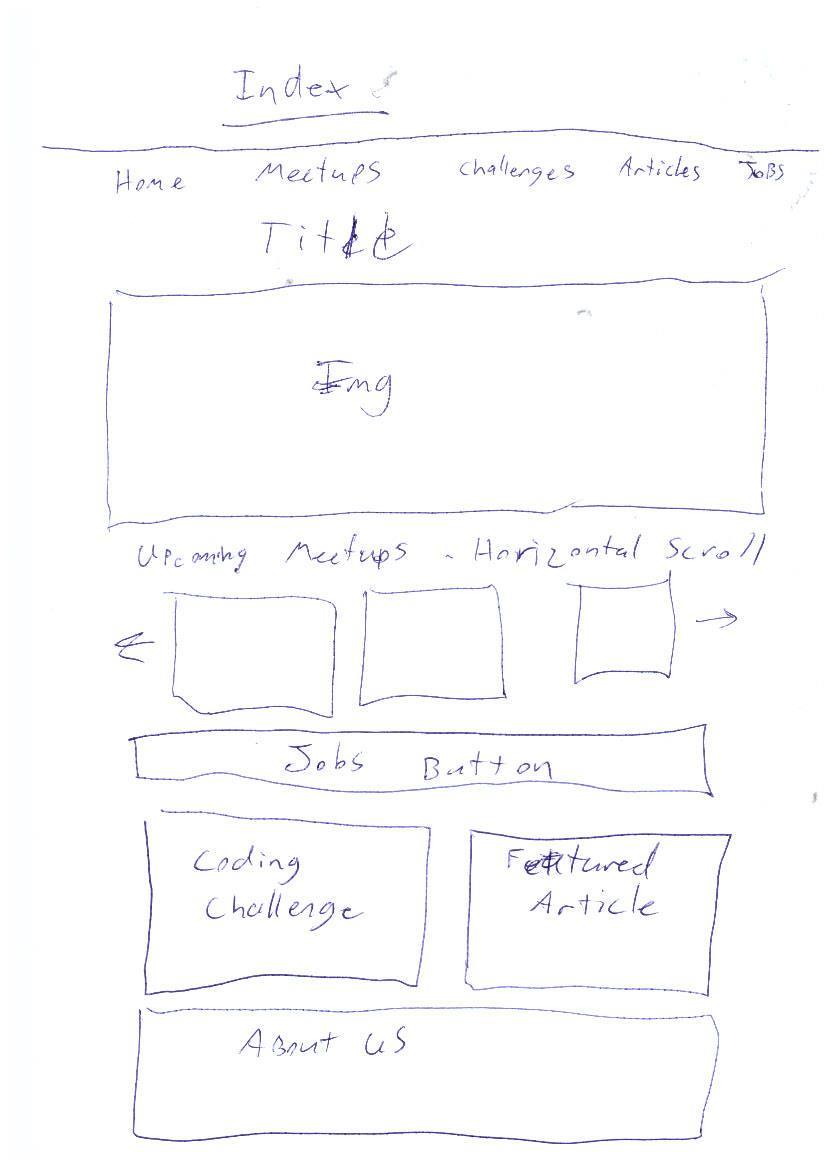 Index
Home Meetups Challenges Articles JOBS
Title
Img
Upcoming Meetups - Horizontal Scroll
Jobs Button
Coding
Challenge
Featured
Article
About us